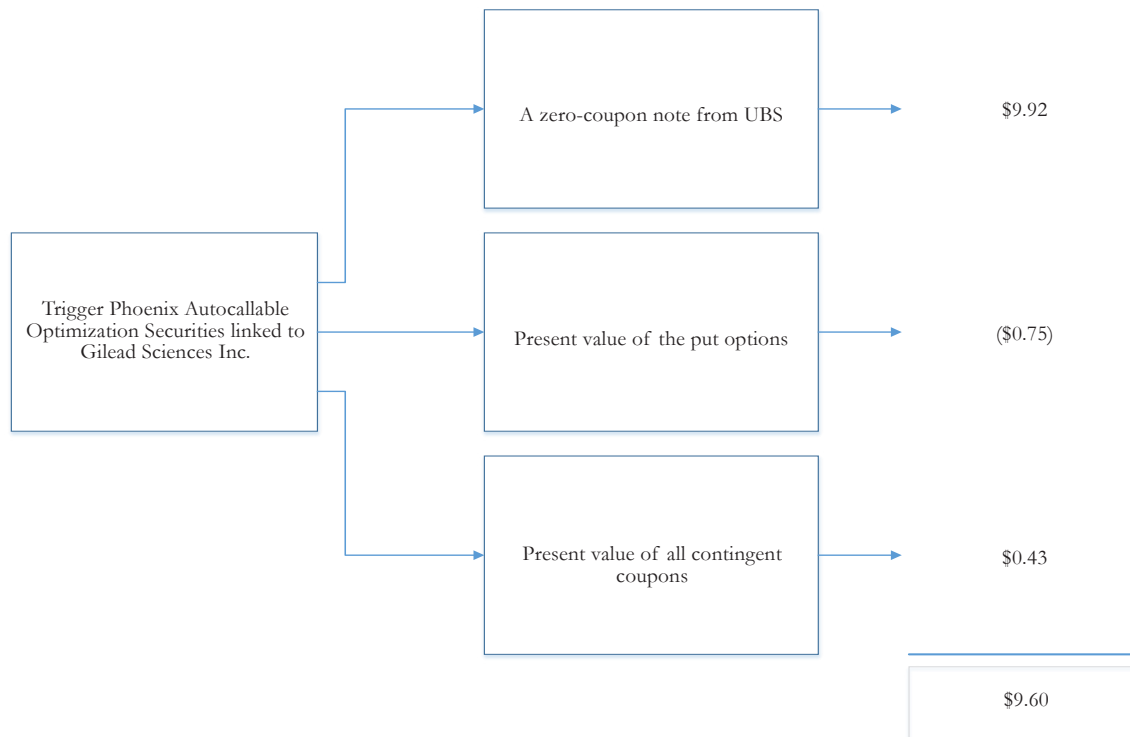 A zero-coupon note from UBS
$9.92
Trigger Phoenix Autocallable
Optimization Securities linked to
Gilead Sciences Inc.
Present value of the put options
($0.75)
Present value of all contingent
coupons
$0.43
$9.60